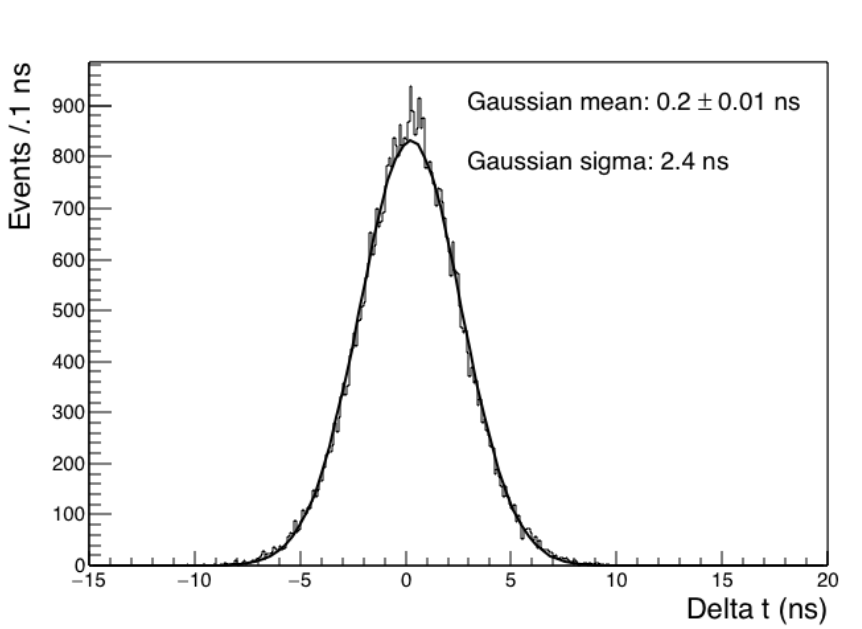 Events /.1 ns
900
800
700
600
500
400
300
200
100
0
Gaussian mean: 0.2 ± 0.01 ns
Gaussian sigma: 2.4 ns
−15 −10 −5 0 5 10 15 20
Delta t (ns)